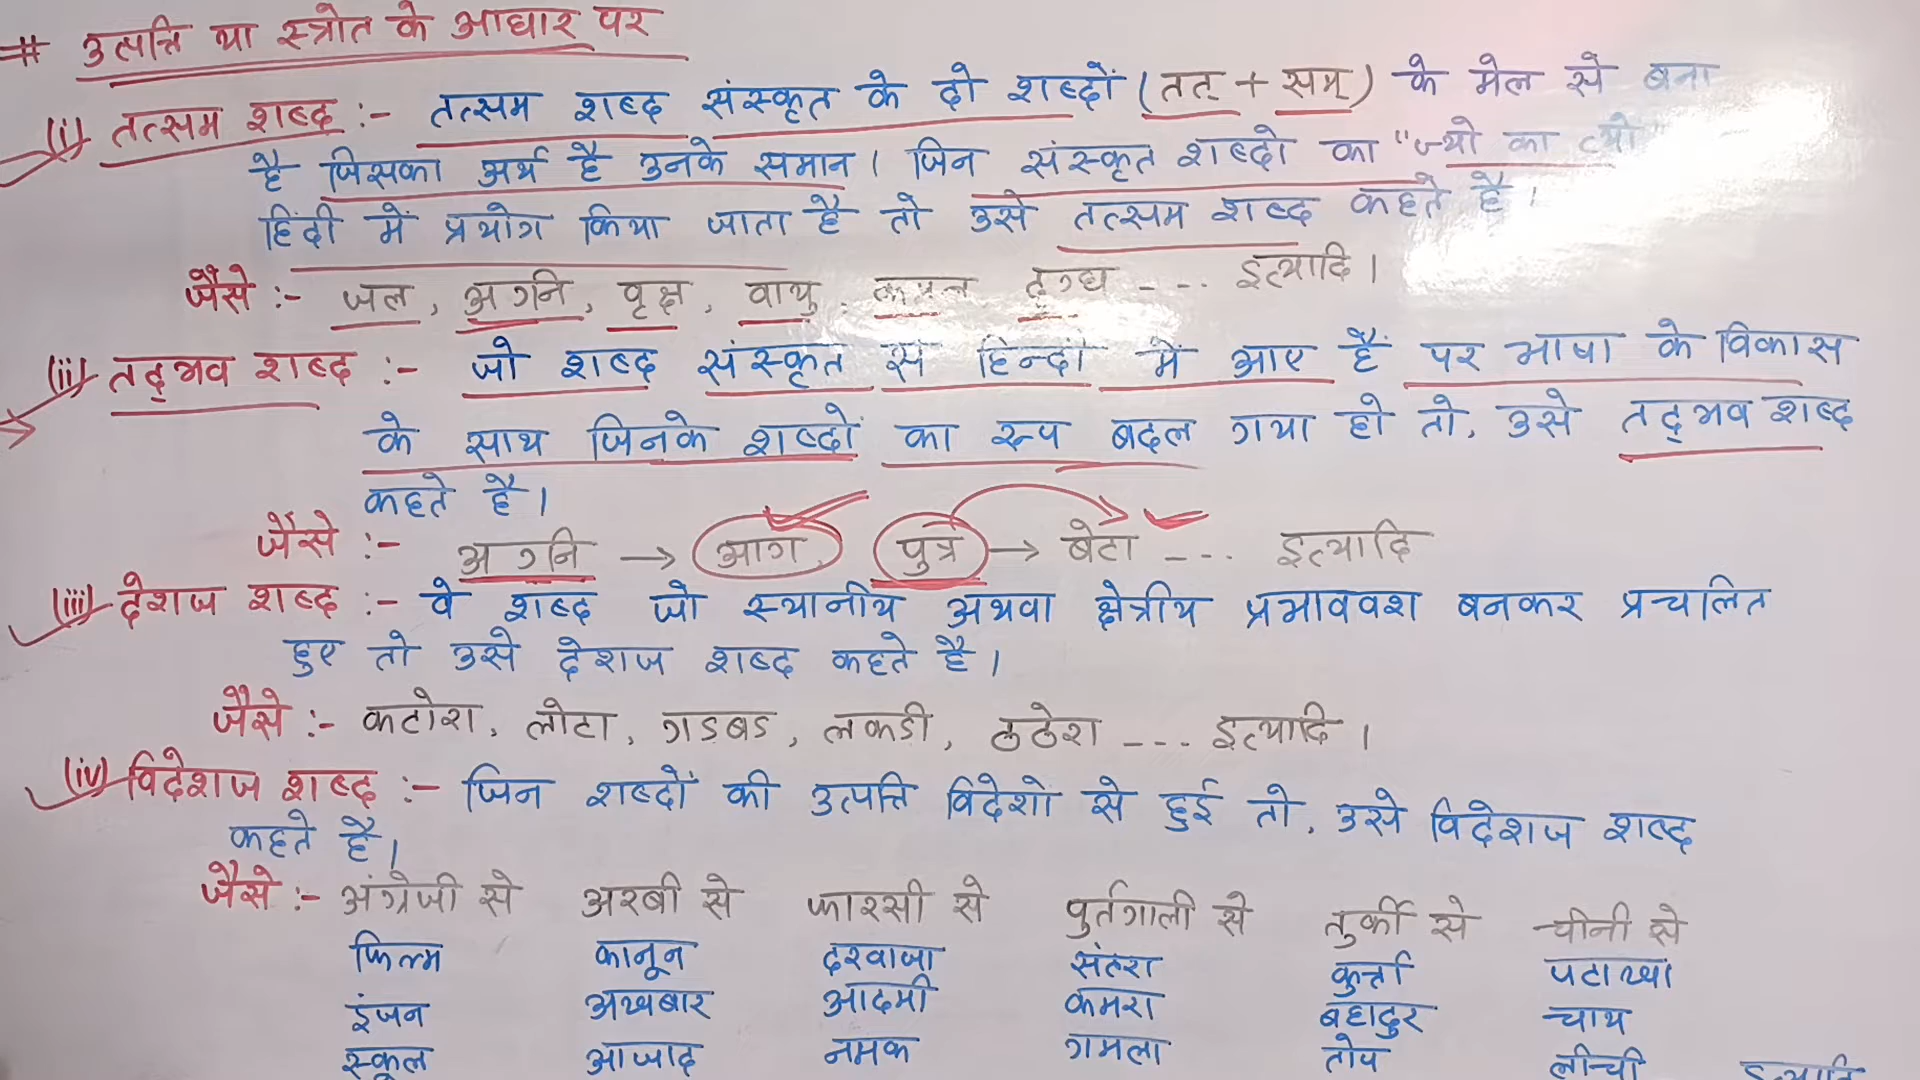 # उत्पत्ति या स्त्रोत के आधार पर
(i) तत्सम शब्द :- तत्सम शब्द संस्कृत के दो शब्दों (तत् + सम्) के मेल से बना
है जिसका अर्थ है उनके समान। जिन संस्कृत शब्दो का "ज्यो का त्यो
हिंदी में प्रयोग किया जाता है तो उसे तत्सम शब्द कहते है।
जैसे :- जल, अग्नि, वृक्ष, वायु, कमल दुग्ध --- इत्यादि।
(ii) तद्भव शब्द :- जो शब्द संस्कृत से हिन्दी में आए हैं पर भाषा के विकास
के साथ जिनके शब्दों का रूप बदल गया हो तो, उसे तद्भव शब्द
कहते है।
जैसे :- अग्नि → आग, पुत्र → बेटा --- इत्यादि
(iii) देशज शब्द :- वे शब्द जो स्थानीय अथवा क्षेत्रीय प्रभाववश बनकर प्रचलित
हुए तो उसे देशज शब्द कहते है।
जैसे :- कटोरा, लोटा, गडबड, लकडी, ठठेरा --- इत्यादि।
(iv) विदेशज शब्द :- जिन शब्दों की उत्पत्ति विदेशो से हुई तो, उसे विदेशज शब्द
कहते है।
जैसे :- अंग्रेजी से अरबी से फारसी से पुर्तगाली से तुर्की से चीनी से
फिल्म कानून दरवाजा संतरा कुर्ता पटाखा
इंजन अखबार आदमी कमरा बहादुर चाय
स्कूल आजाद नमक गमला तोप लीची इत्यादि